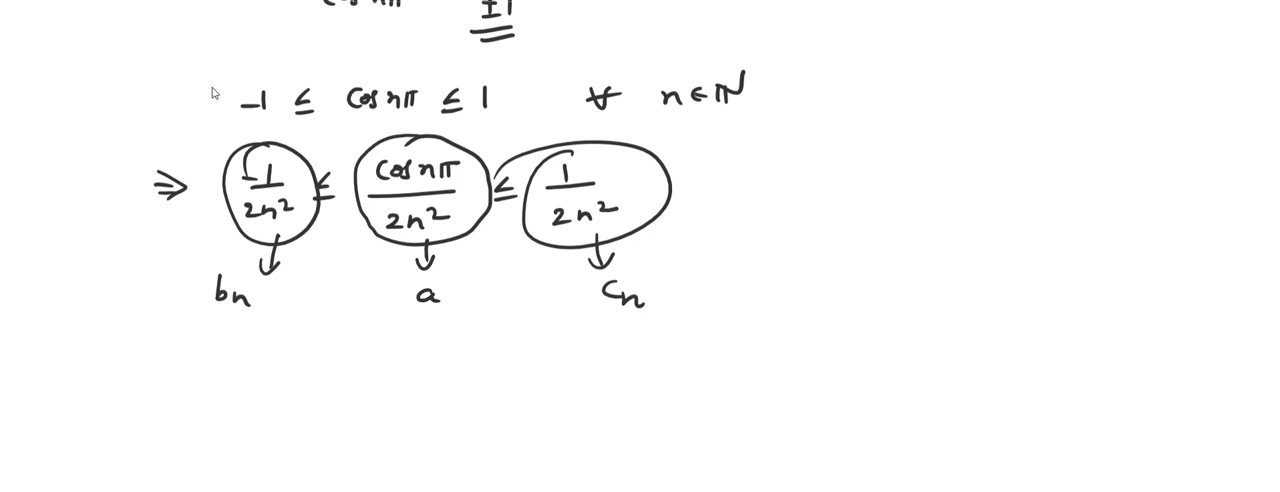 -1 ≤ cos nπ ≤ 1 ∀ n ∈ ℕ
⇒ -1/2n² ≤ cos nπ/2n² ≤ 1/2n²
bn a cn